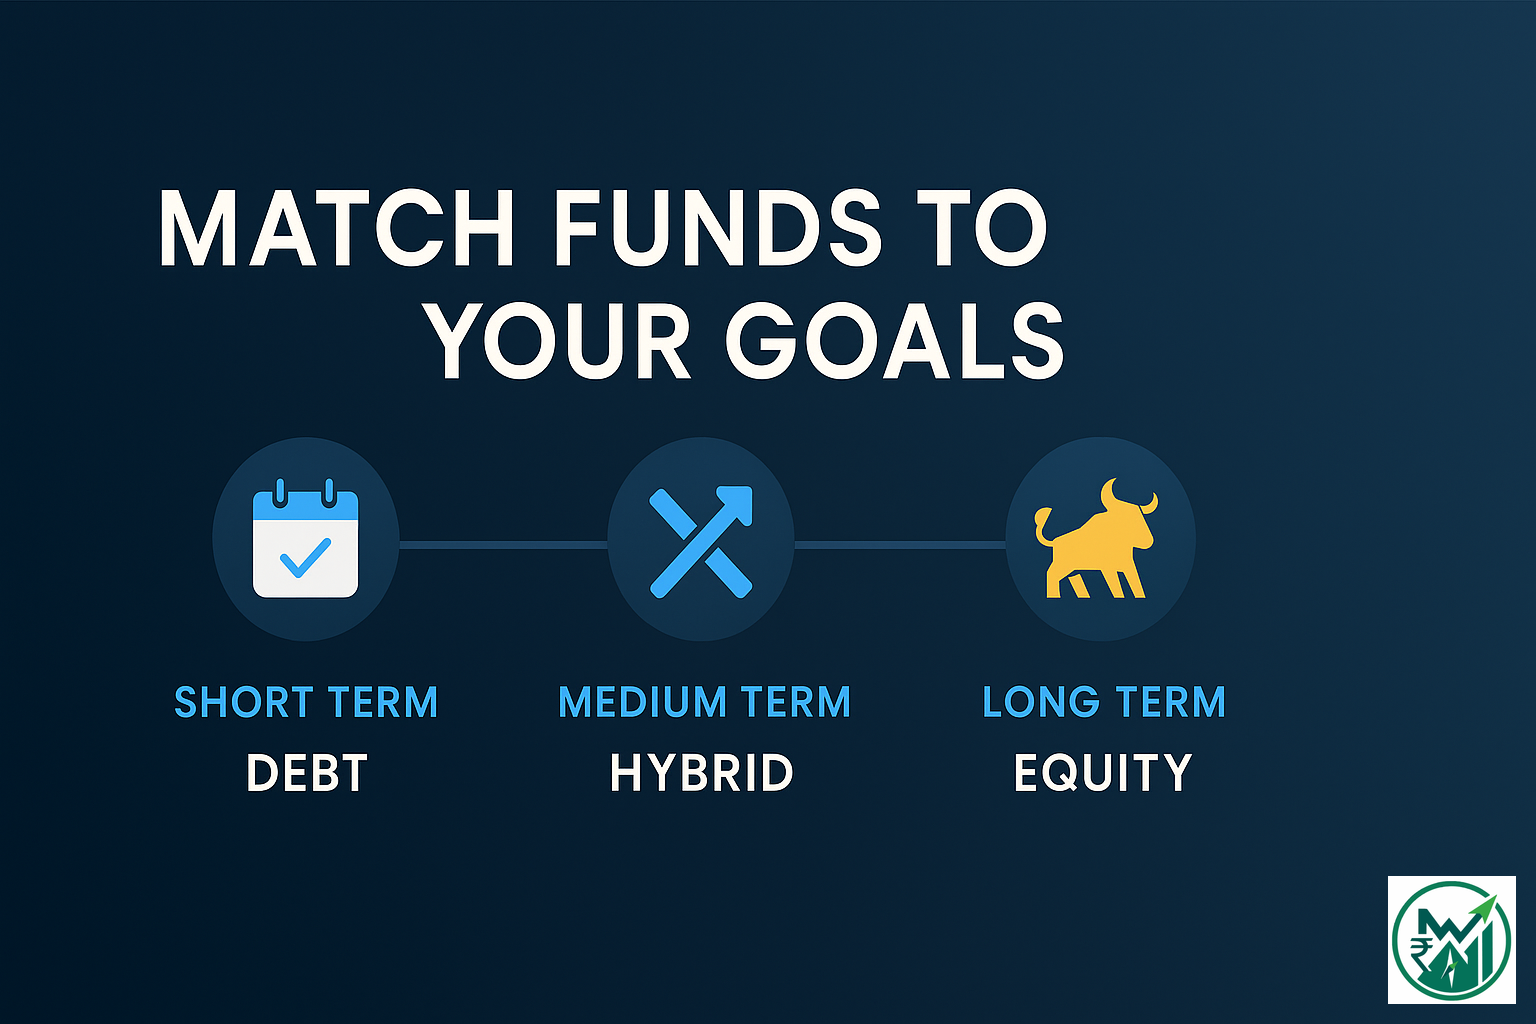 MATCH FUNDS TO
YOUR GOALS
SHORT TERM
DEBT
MEDIUM TERM
HYBRID
LONG TERM
EQUITY
₹